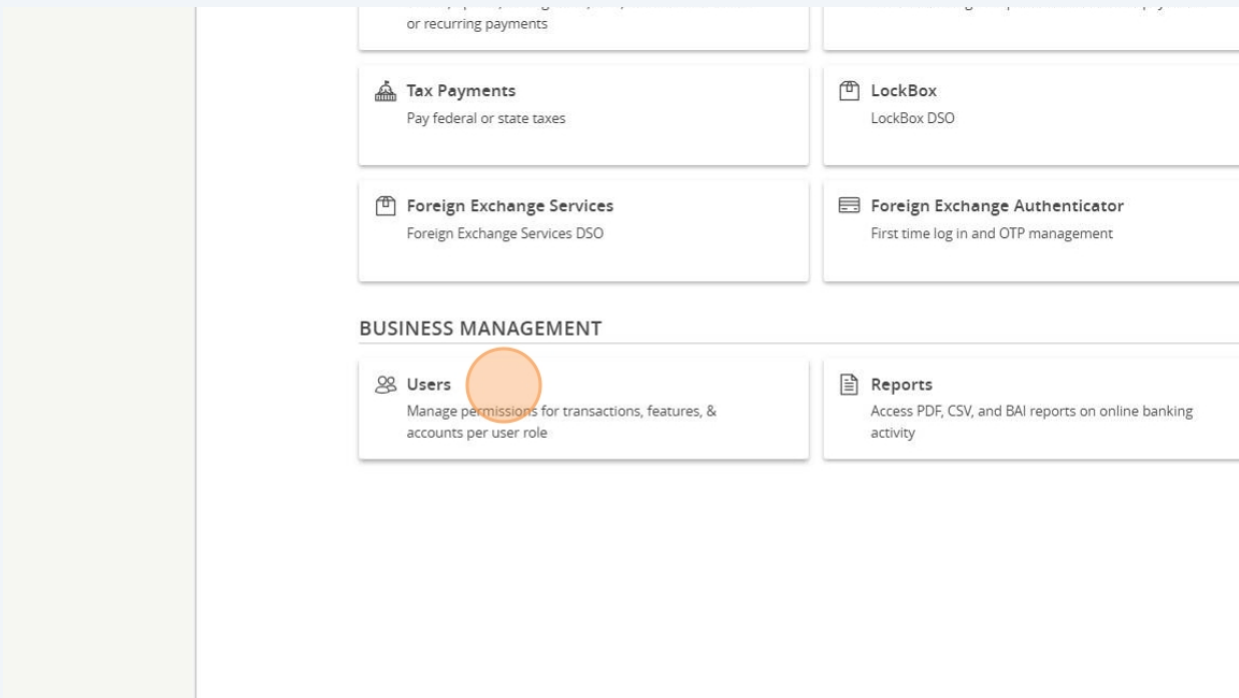 or recurring payments
Tax Payments
Pay federal or state taxes
LockBox
LockBox DSO
Foreign Exchange Services
Foreign Exchange Services DSO
Foreign Exchange Authenticator
First time log in and OTP management
BUSINESS MANAGEMENT
Users
Manage permissions for transactions, features, &
accounts per user role
Reports
Access PDF, CSV, and BAI reports on online banking
activity